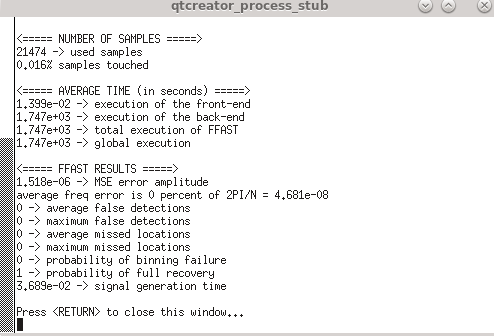 qtcreator_process_stub
<===== NUMBER OF SAMPLES =====>
21474 -> used samples
0.016% samples touched
<===== AVERAGE TIME (in seconds) =====>
1.399e-02 -> execution of the front-end
1.747e+03 -> execution of the back-end
1.747e+03 -> total execution of FFAST
1.747e+03 -> global execution
<===== FFAST RESULTS =====>
1.518e-06 -> MSE error amplitude
average freq error is 0 percent of 2PI/N = 4.681e-08
0 -> average false detections
0 -> maximum false detections
0 -> average missed locations
0 -> maximum missed locations
0 -> probability of binning failure
1 -> probability of full recovery
3.689e-02 -> signal generation time
Press <RETURN> to close this window...